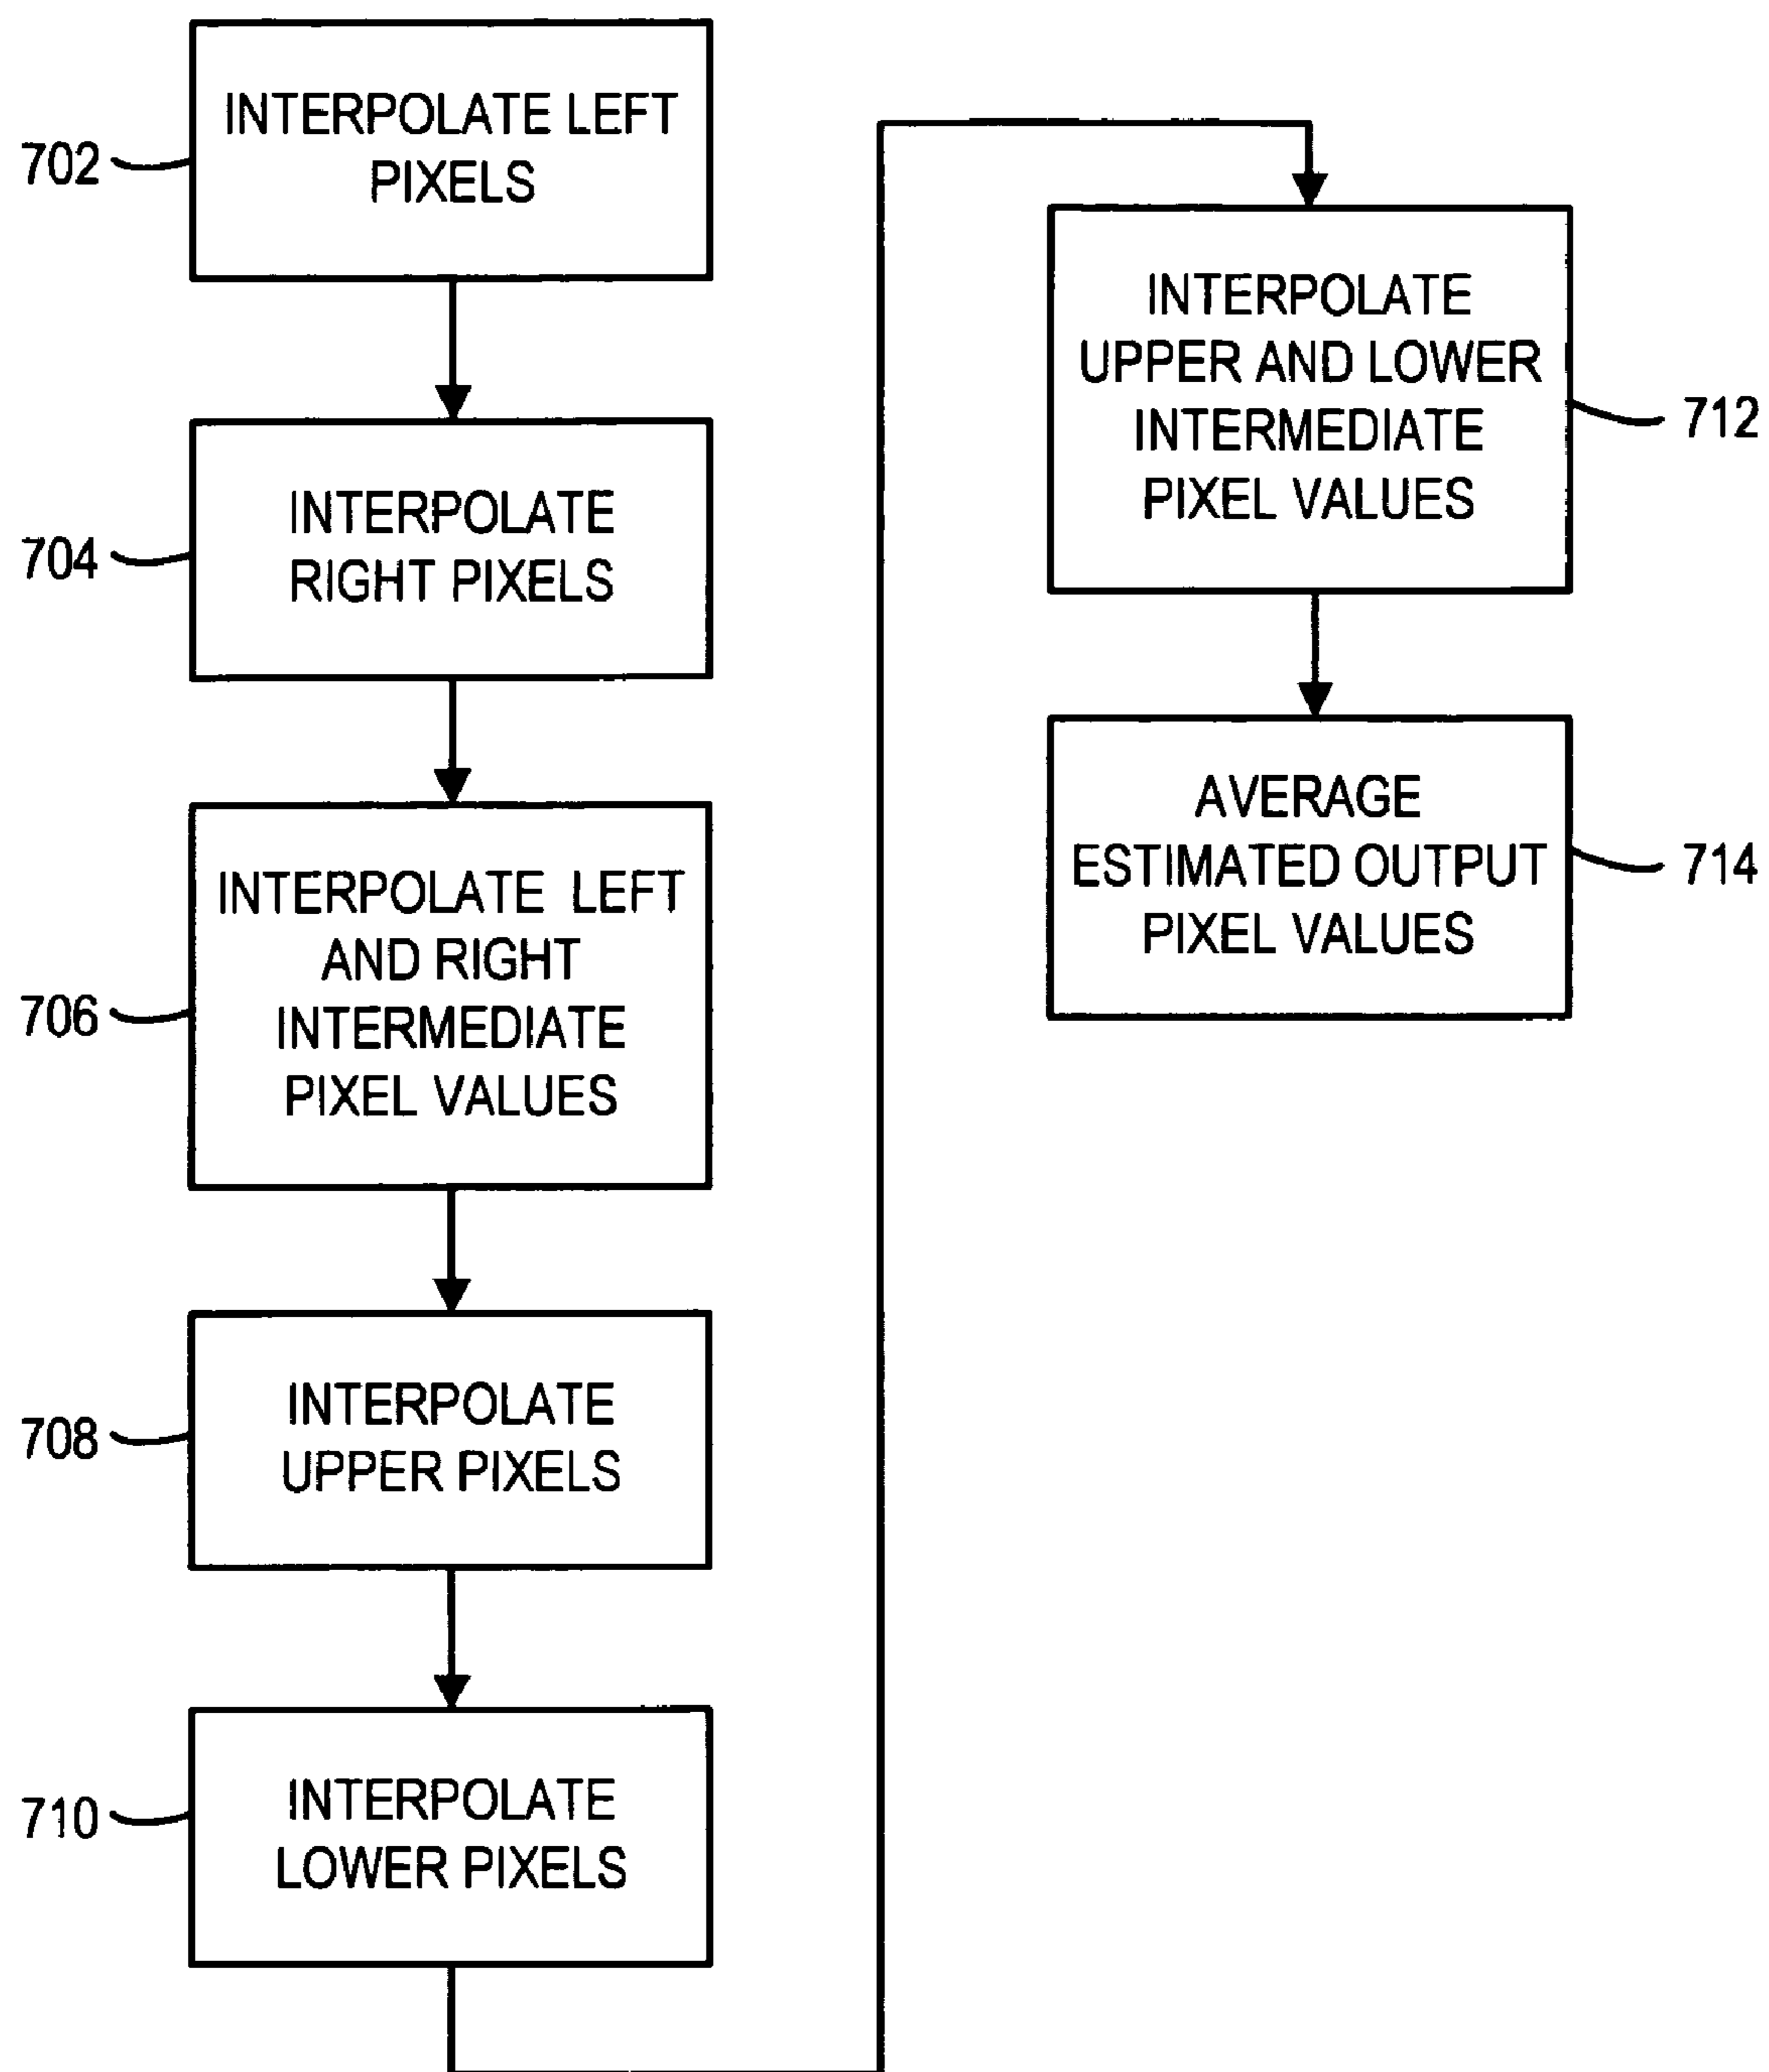 702
INTERPOLATE LEFT
PIXELS
704
INTERPOLATE
RIGHT PIXELS
706
INTERPOLATE LEFT
AND RIGHT
INTERMEDIATE
PIXEL VALUES
708
INTERPOLATE
UPPER PIXELS
710
INTERPOLATE
LOWER PIXELS
INTERPOLATE
UPPER AND LOWER
INTERMEDIATE
PIXEL VALUES
712
AVERAGE
ESTIMATED OUTPUT
PIXEL VALUES
714